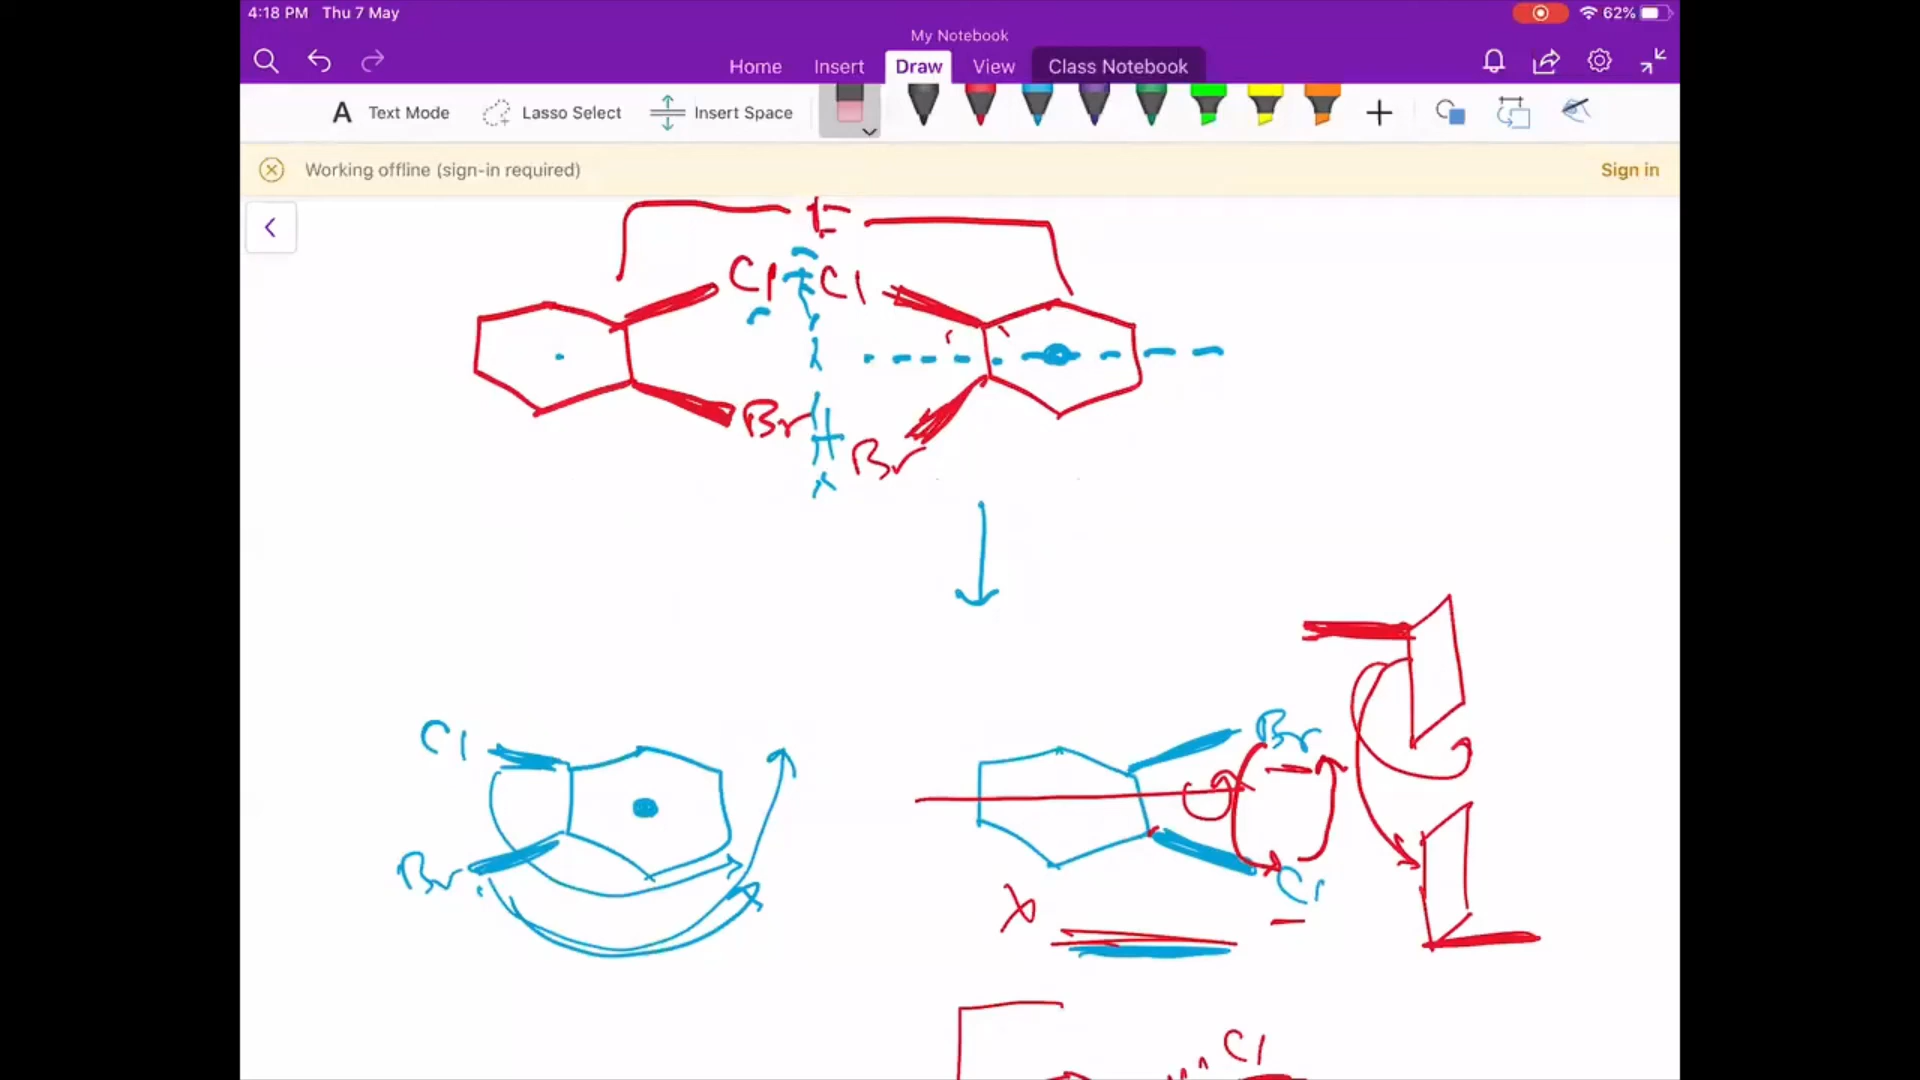 4:18 PM Thu 7 May
62%
My Notebook
Home Insert Draw View Class Notebook
A Text Mode Lasso Select Insert Space
Working offline (sign-in required) Sign in
E
Cl Cl
Br Br
Cl Br
Br Cl
Cl